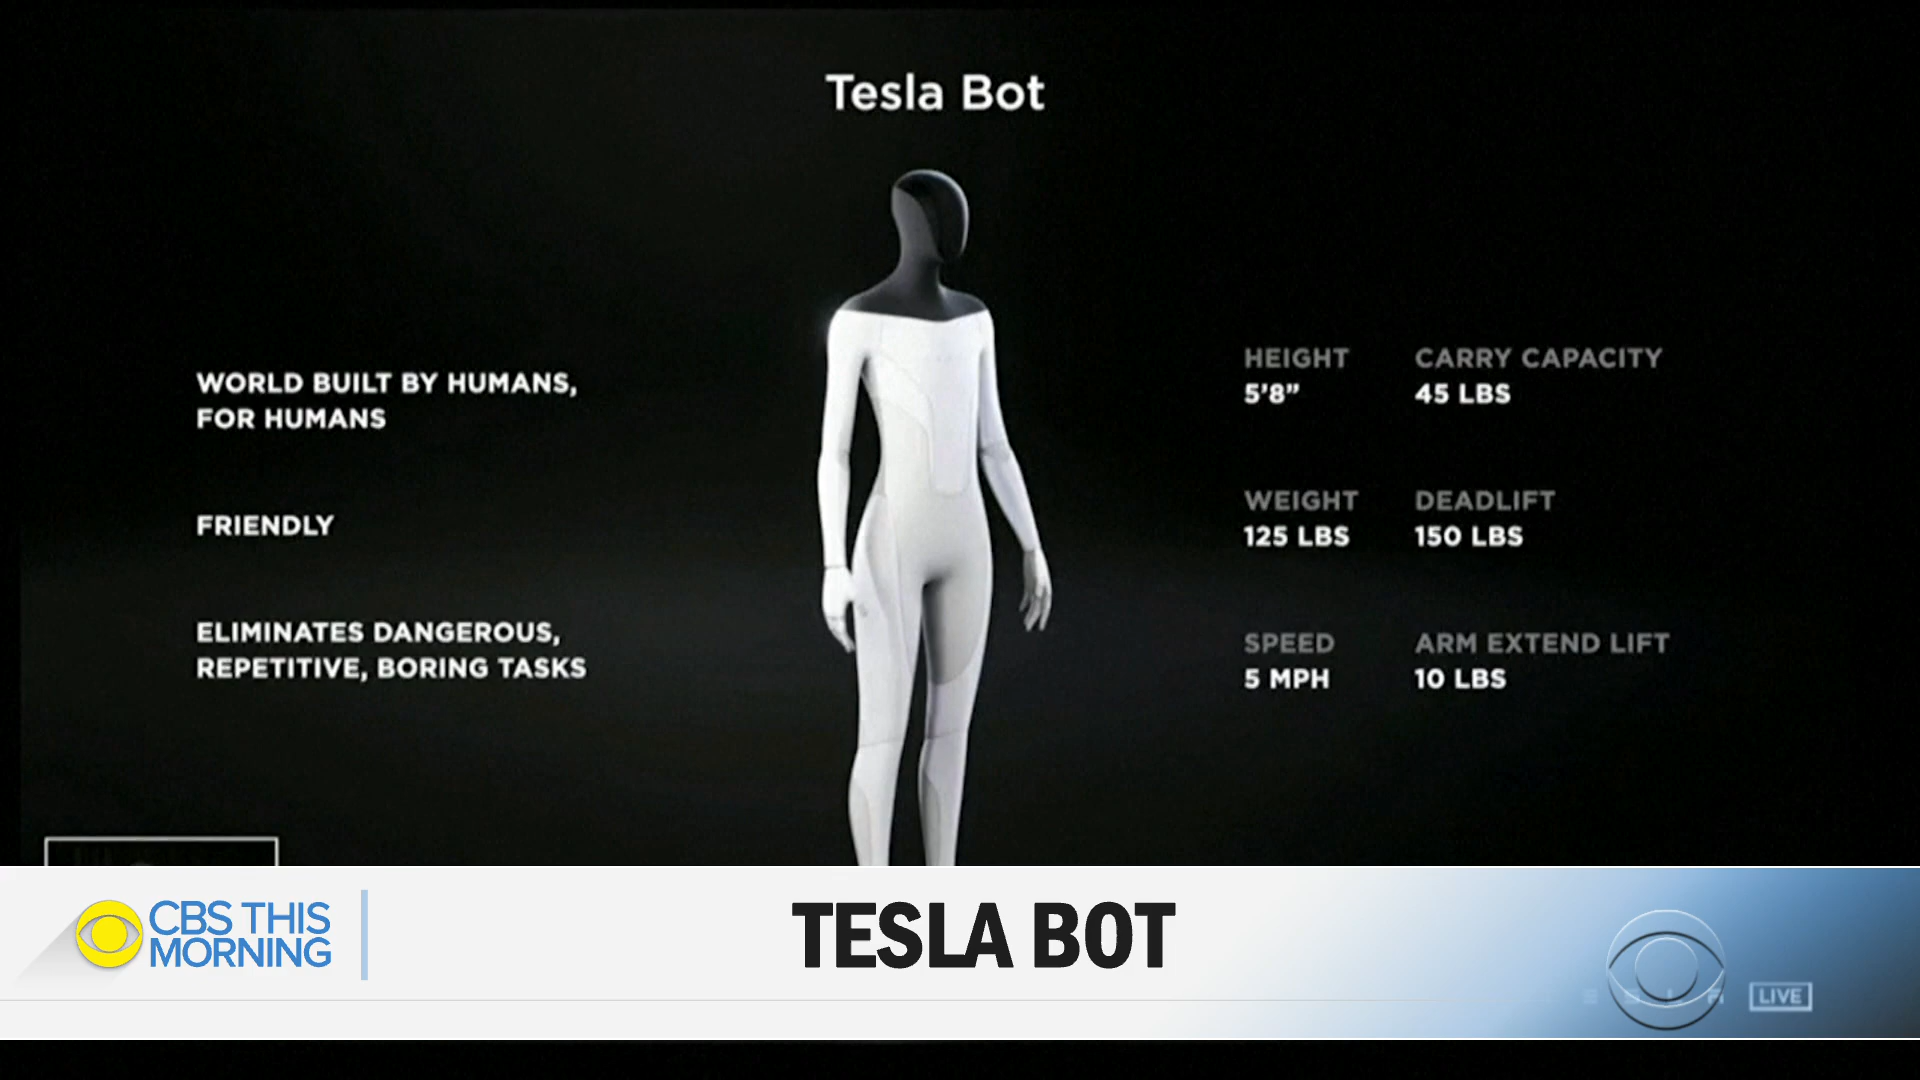 Tesla Bot
WORLD BUILT BY HUMANS,
FOR HUMANS
FRIENDLY
ELIMINATES DANGEROUS,
REPETITIVE, BORING TASKS
HEIGHT
5'8”
CARRY CAPACITY
45 LBS
WEIGHT
125 LBS
DEADLIFT
150 LBS
SPEED
5 MPH
ARM EXTEND LIFT
10 LBS
CBS THIS
MORNING
TESLA BOT
LIVE